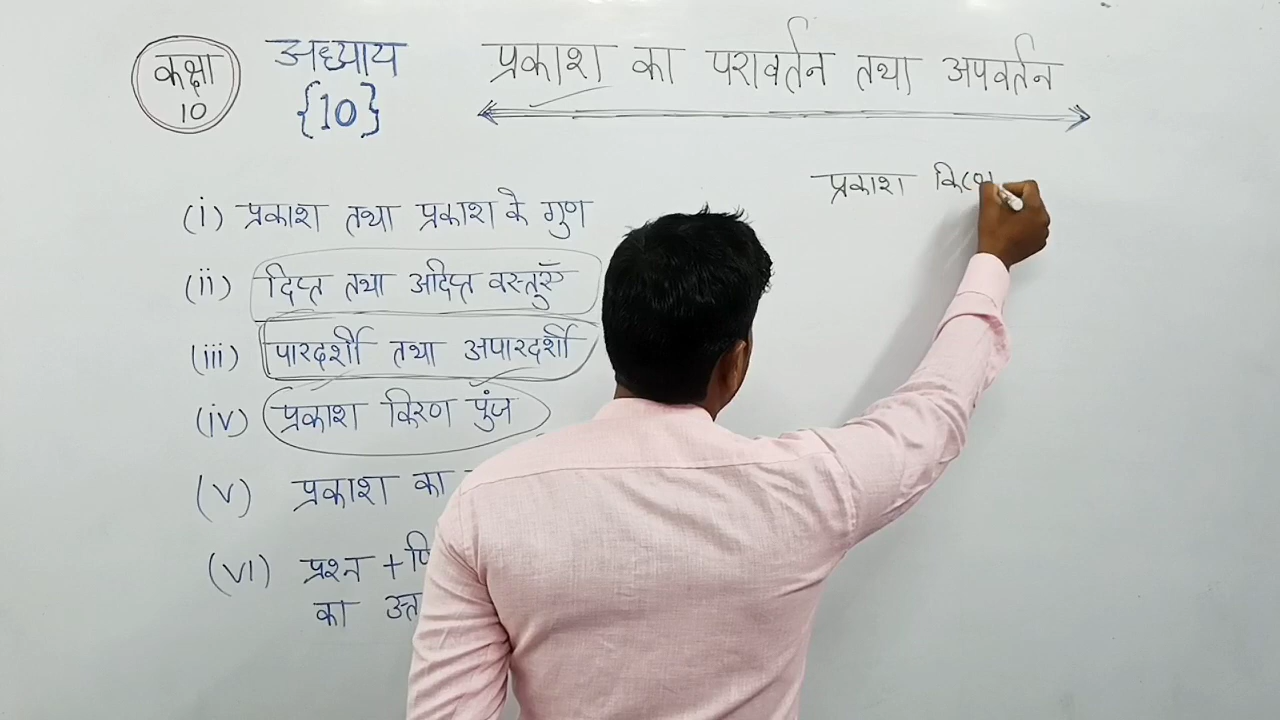 कक्षा
10
अध्याय
{10}
प्रकाश का परावर्तन तथा अपवर्तन
प्रकाश
(i) प्रकाश तथा प्रकाश के गुण
(ii) दिप्त तथा अदिप्त वस्तुएँ
(iii) पारदर्शी तथा अपारदर्शी
(iv) प्रकाश किरण पुंज
(v) प्रकाश का
(VI) प्रश्न +
का